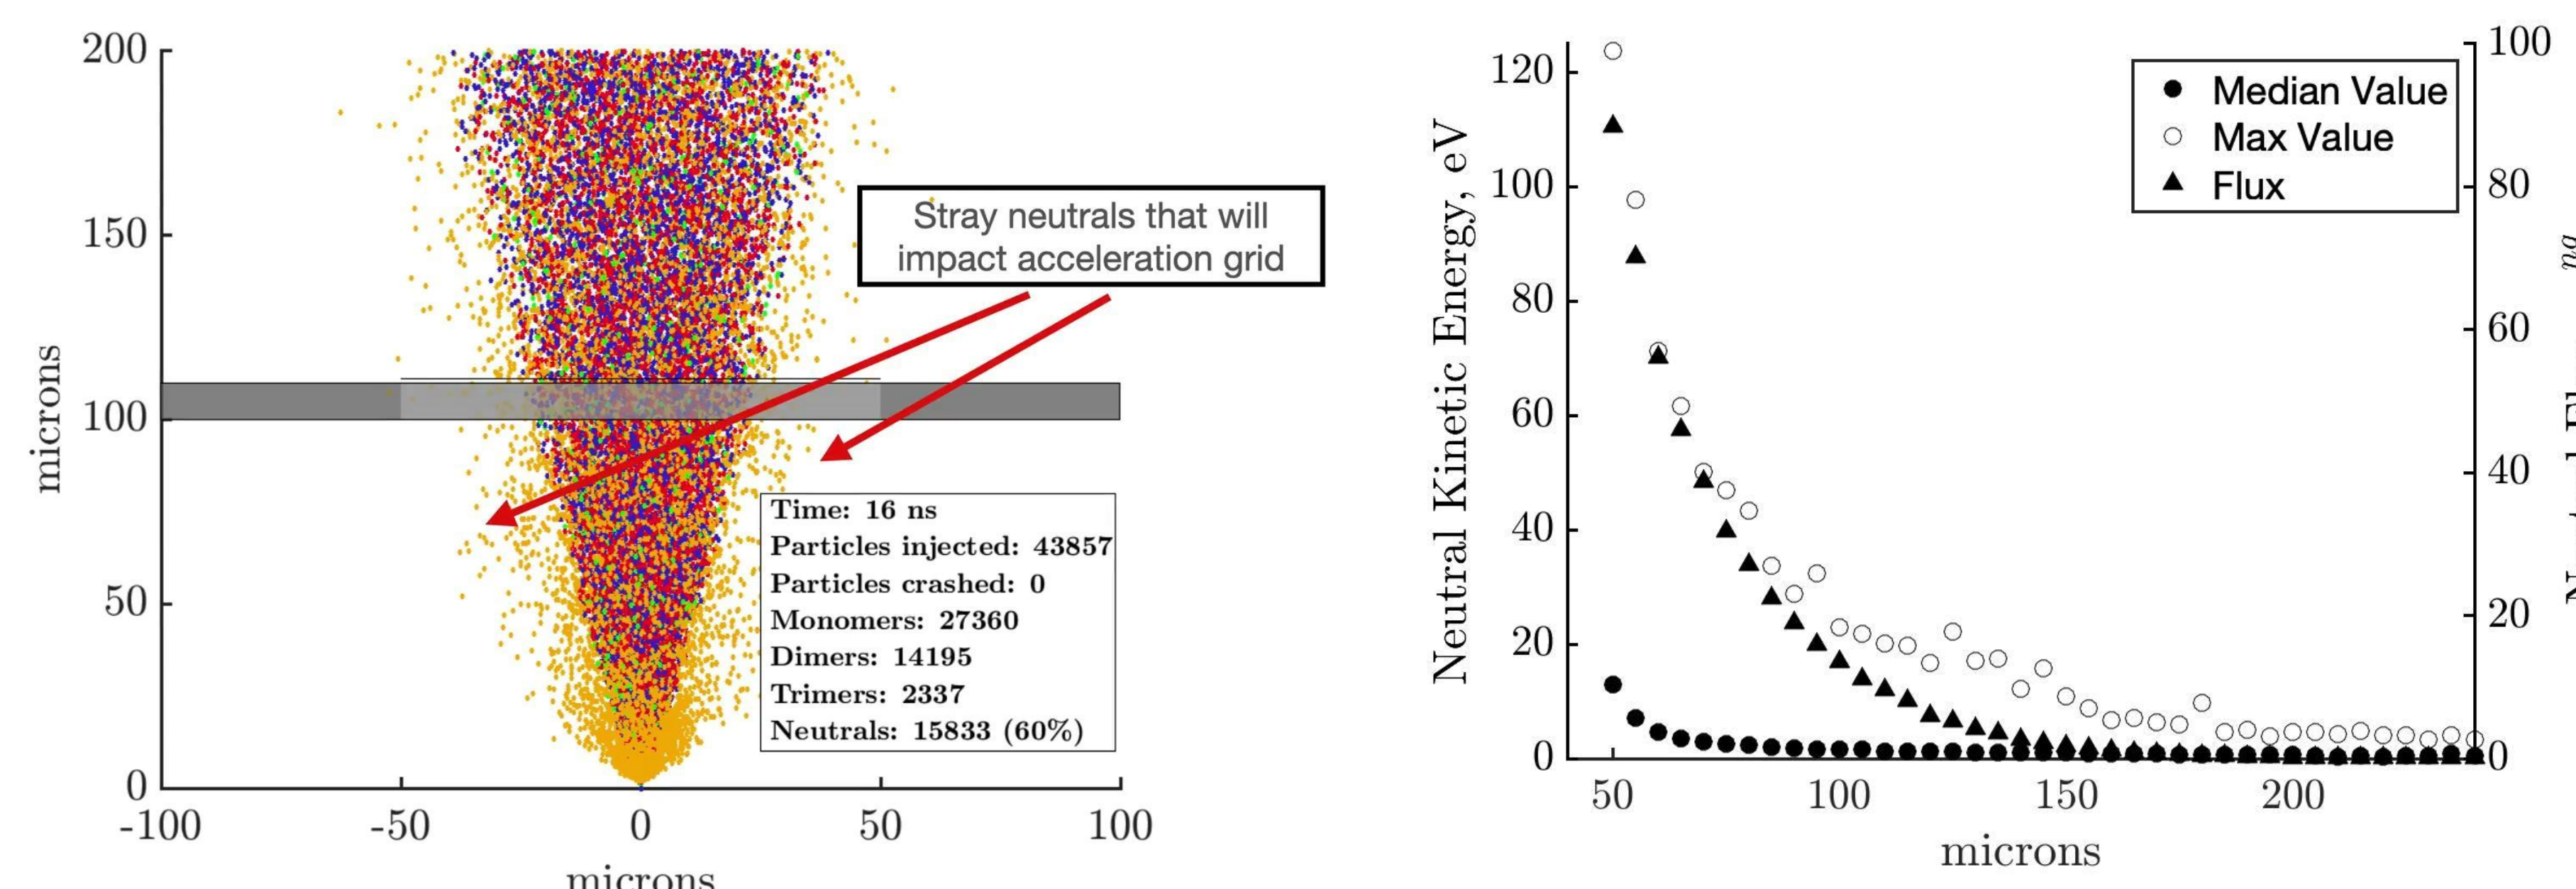 200
150
100
50
0
-100
-50
0
50
100
microns
microns
Stray neutrals that will
impact acceleration grid
Time: 16 ns
Particles injected: 43857
Particles crashed: 0
Monomers: 27360
Dimers: 14195
Trimers: 2337
Neutrals: 15833 (60%)
Neutral Kinetic Energy, eV
120
100
80
60
40
20
0
50
100
150
200
microns
100
80
60
40
20
0
Median Value
Max Value
Flux
ng